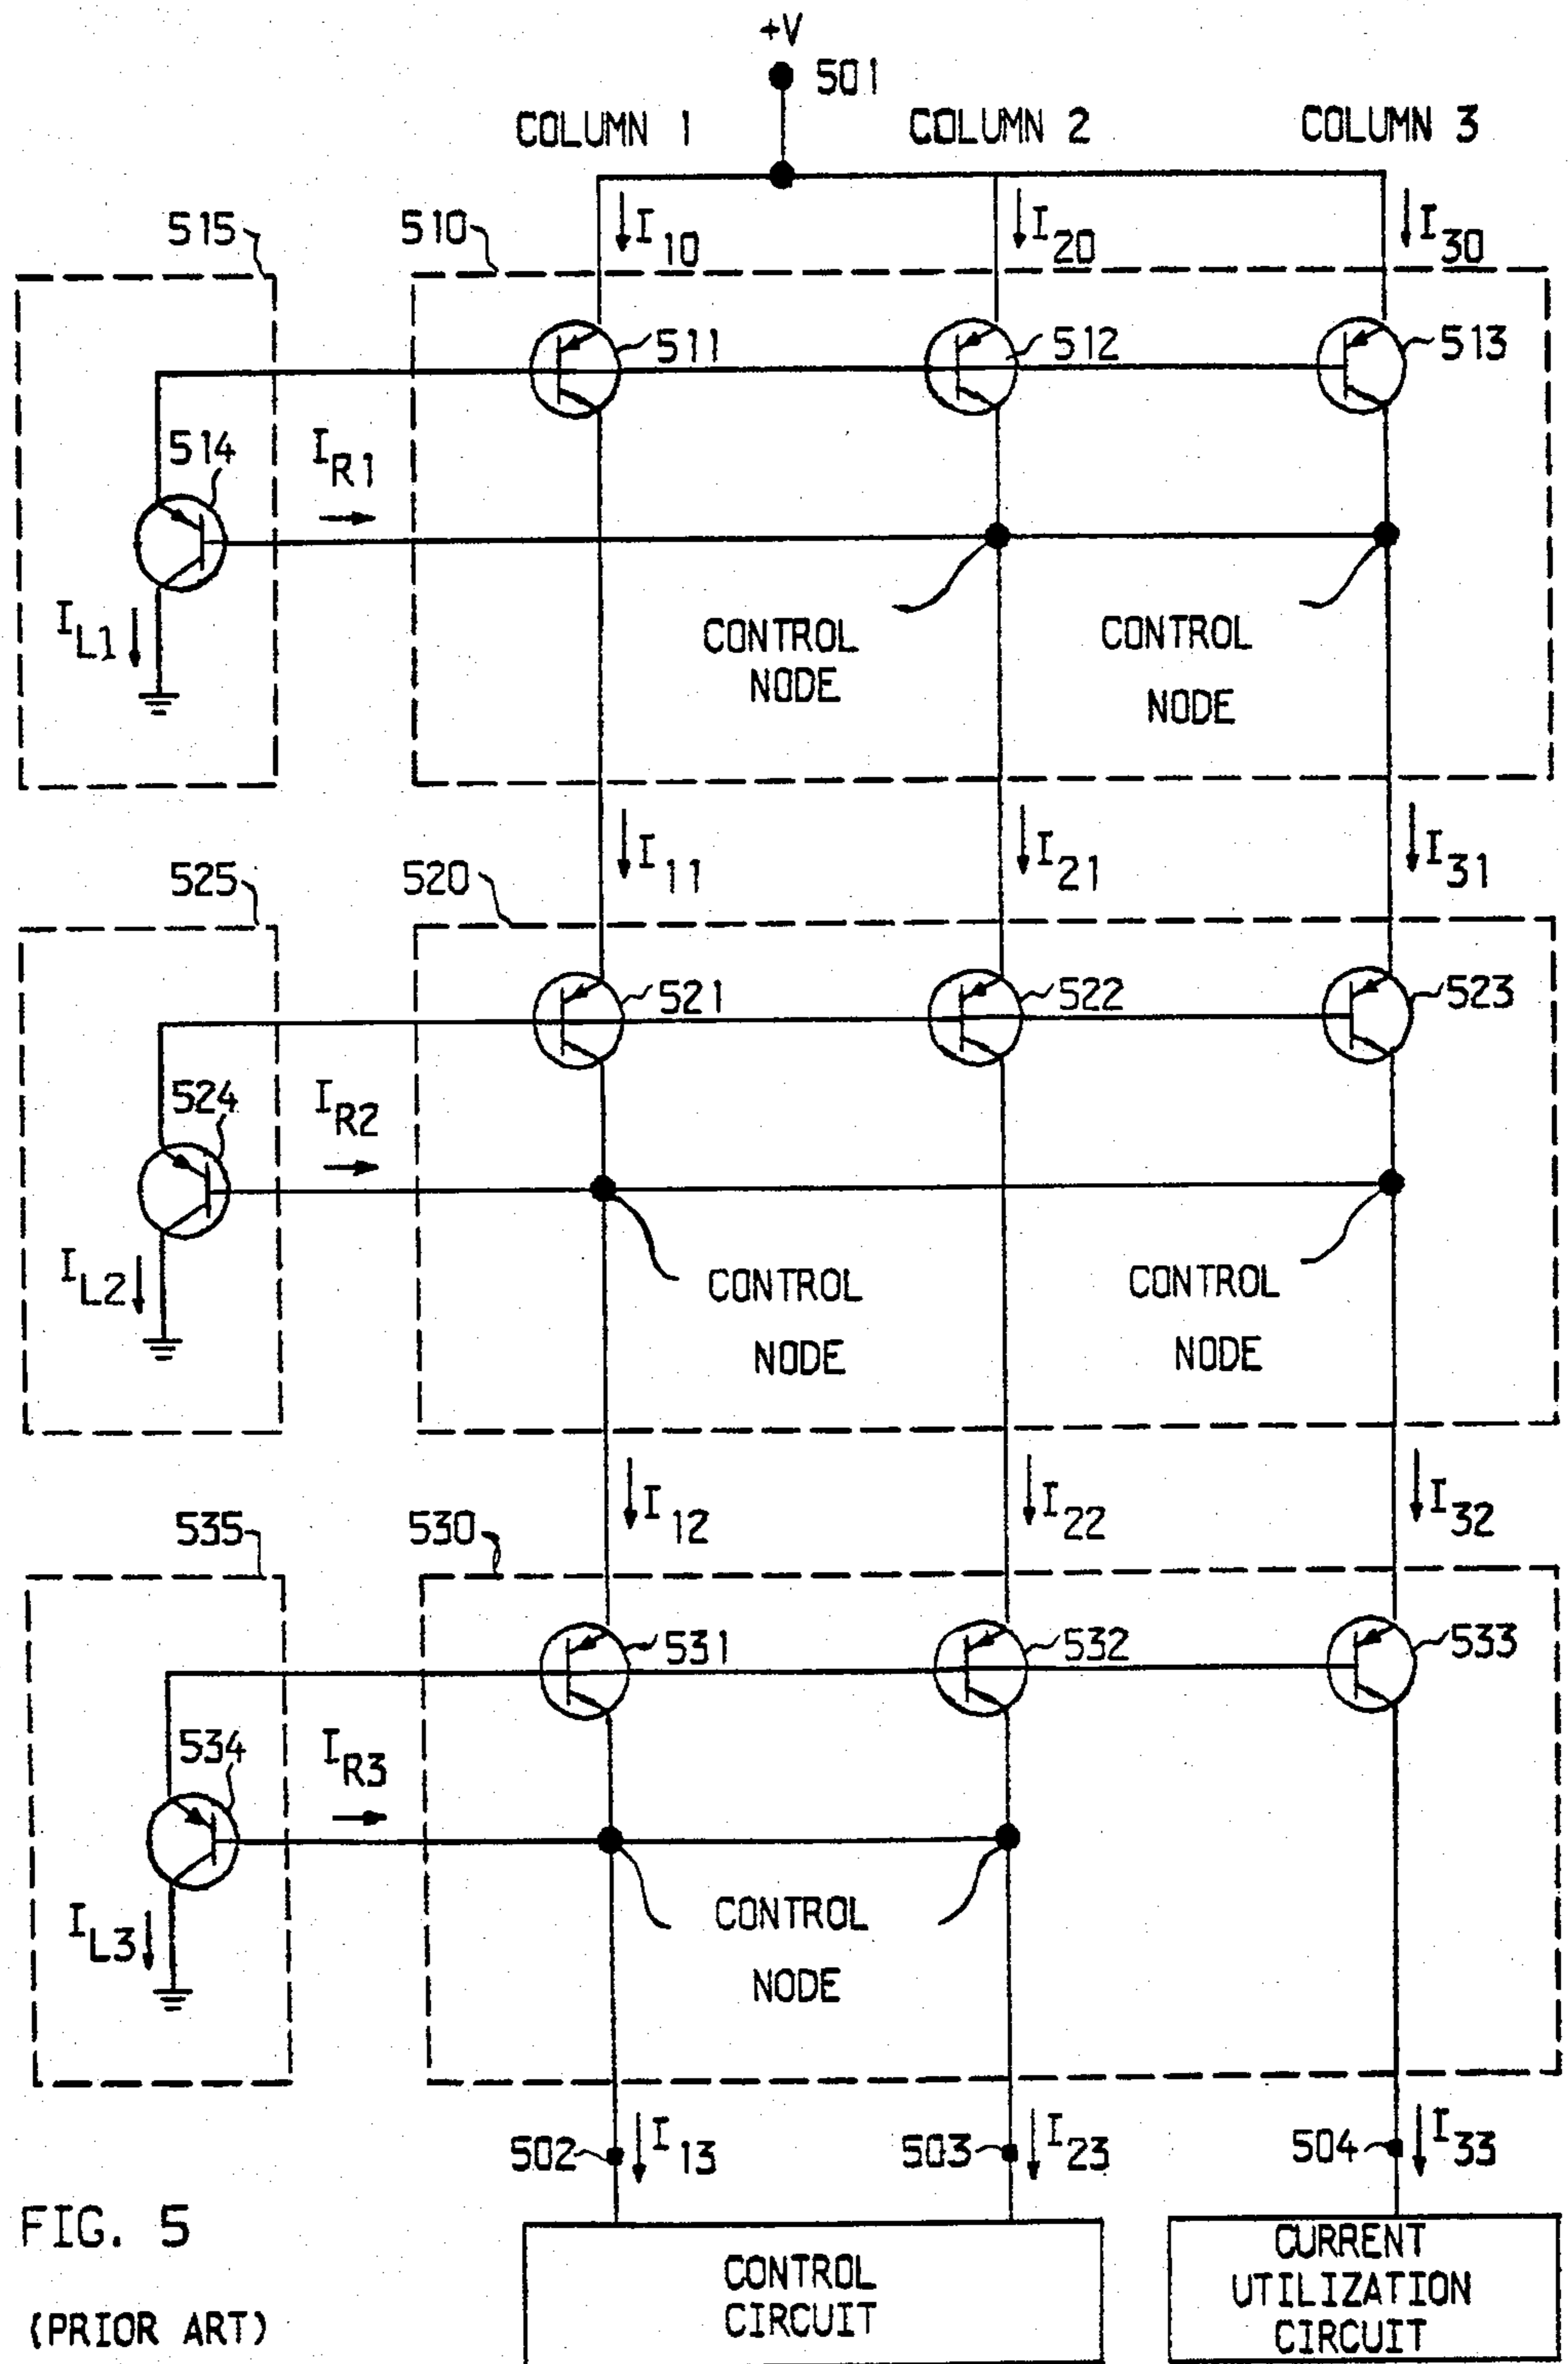 +V
501
COLUMN 1 COLUMN 2 COLUMN 3
515 510 I10 I20 I30
511 512 513
514 IR1
IL1
CONTROL NODE CONTROL NODE
525 520 I11 I21 I31
521 522 523
524 IR2
IL2
CONTROL NODE CONTROL NODE
535 530 I12 I22 I32
531 532 533
534 IR3
IL3
CONTROL NODE
502 I13 503 I23 504 I33
FIG. 5
(PRIOR ART)
CONTROL
CIRCUIT
CURRENT
UTILIZATION
CIRCUIT